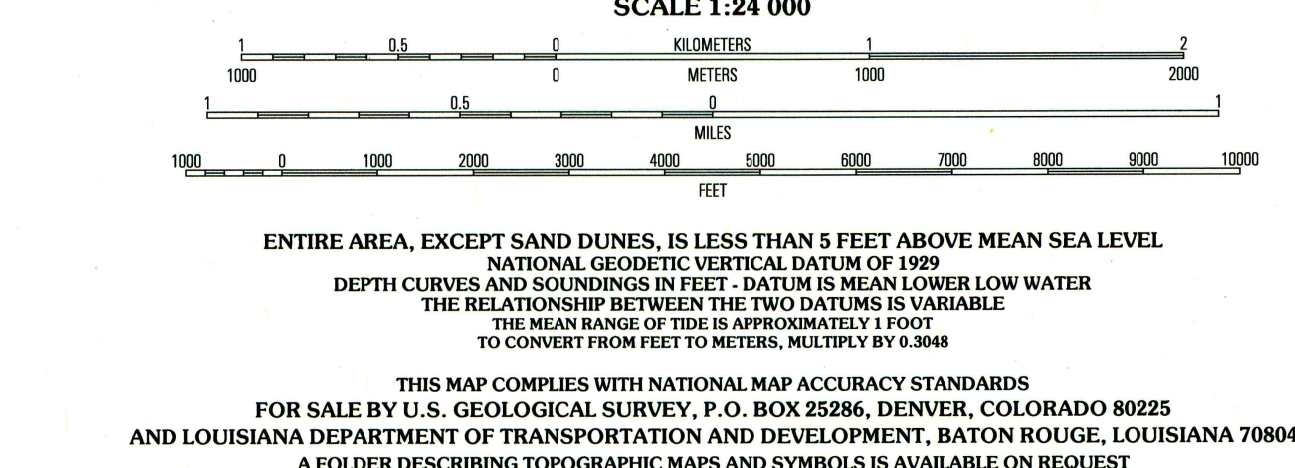 SCALE 1:24 000
1 0.5 0 KILOMETERS 1 2
1000 0 METERS 1000 2000
1 0.5 0 1
MILES
1000 0 1000 2000 3000 4000 5000 6000 7000 8000 9000 10000
FEET
ENTIRE AREA, EXCEPT SAND DUNES, IS LESS THAN 5 FEET ABOVE MEAN SEA LEVEL
NATIONAL GEODETIC VERTICAL DATUM OF 1929
DEPTH CURVES AND SOUNDINGS IN FEET - DATUM IS MEAN LOWER LOW WATER
THE RELATIONSHIP BETWEEN THE TWO DATUMS IS VARIABLE
THE MEAN RANGE OF TIDE IS APPROXIMATELY 1 FOOT
TO CONVERT FROM FEET TO METERS, MULTIPLY BY 0.3048
THIS MAP COMPLIES WITH NATIONAL MAP ACCURACY STANDARDS
FOR SALE BY U.S. GEOLOGICAL SURVEY, P.O. BOX 25286, DENVER, COLORADO 80225
AND LOUISIANA DEPARTMENT OF TRANSPORTATION AND DEVELOPMENT, BATON ROUGE, LOUISIANA 70804
A FOLDER DESCRIBING TOPOGRAPHIC MAPS AND SYMBOLS IS AVAILABLE ON REQUEST